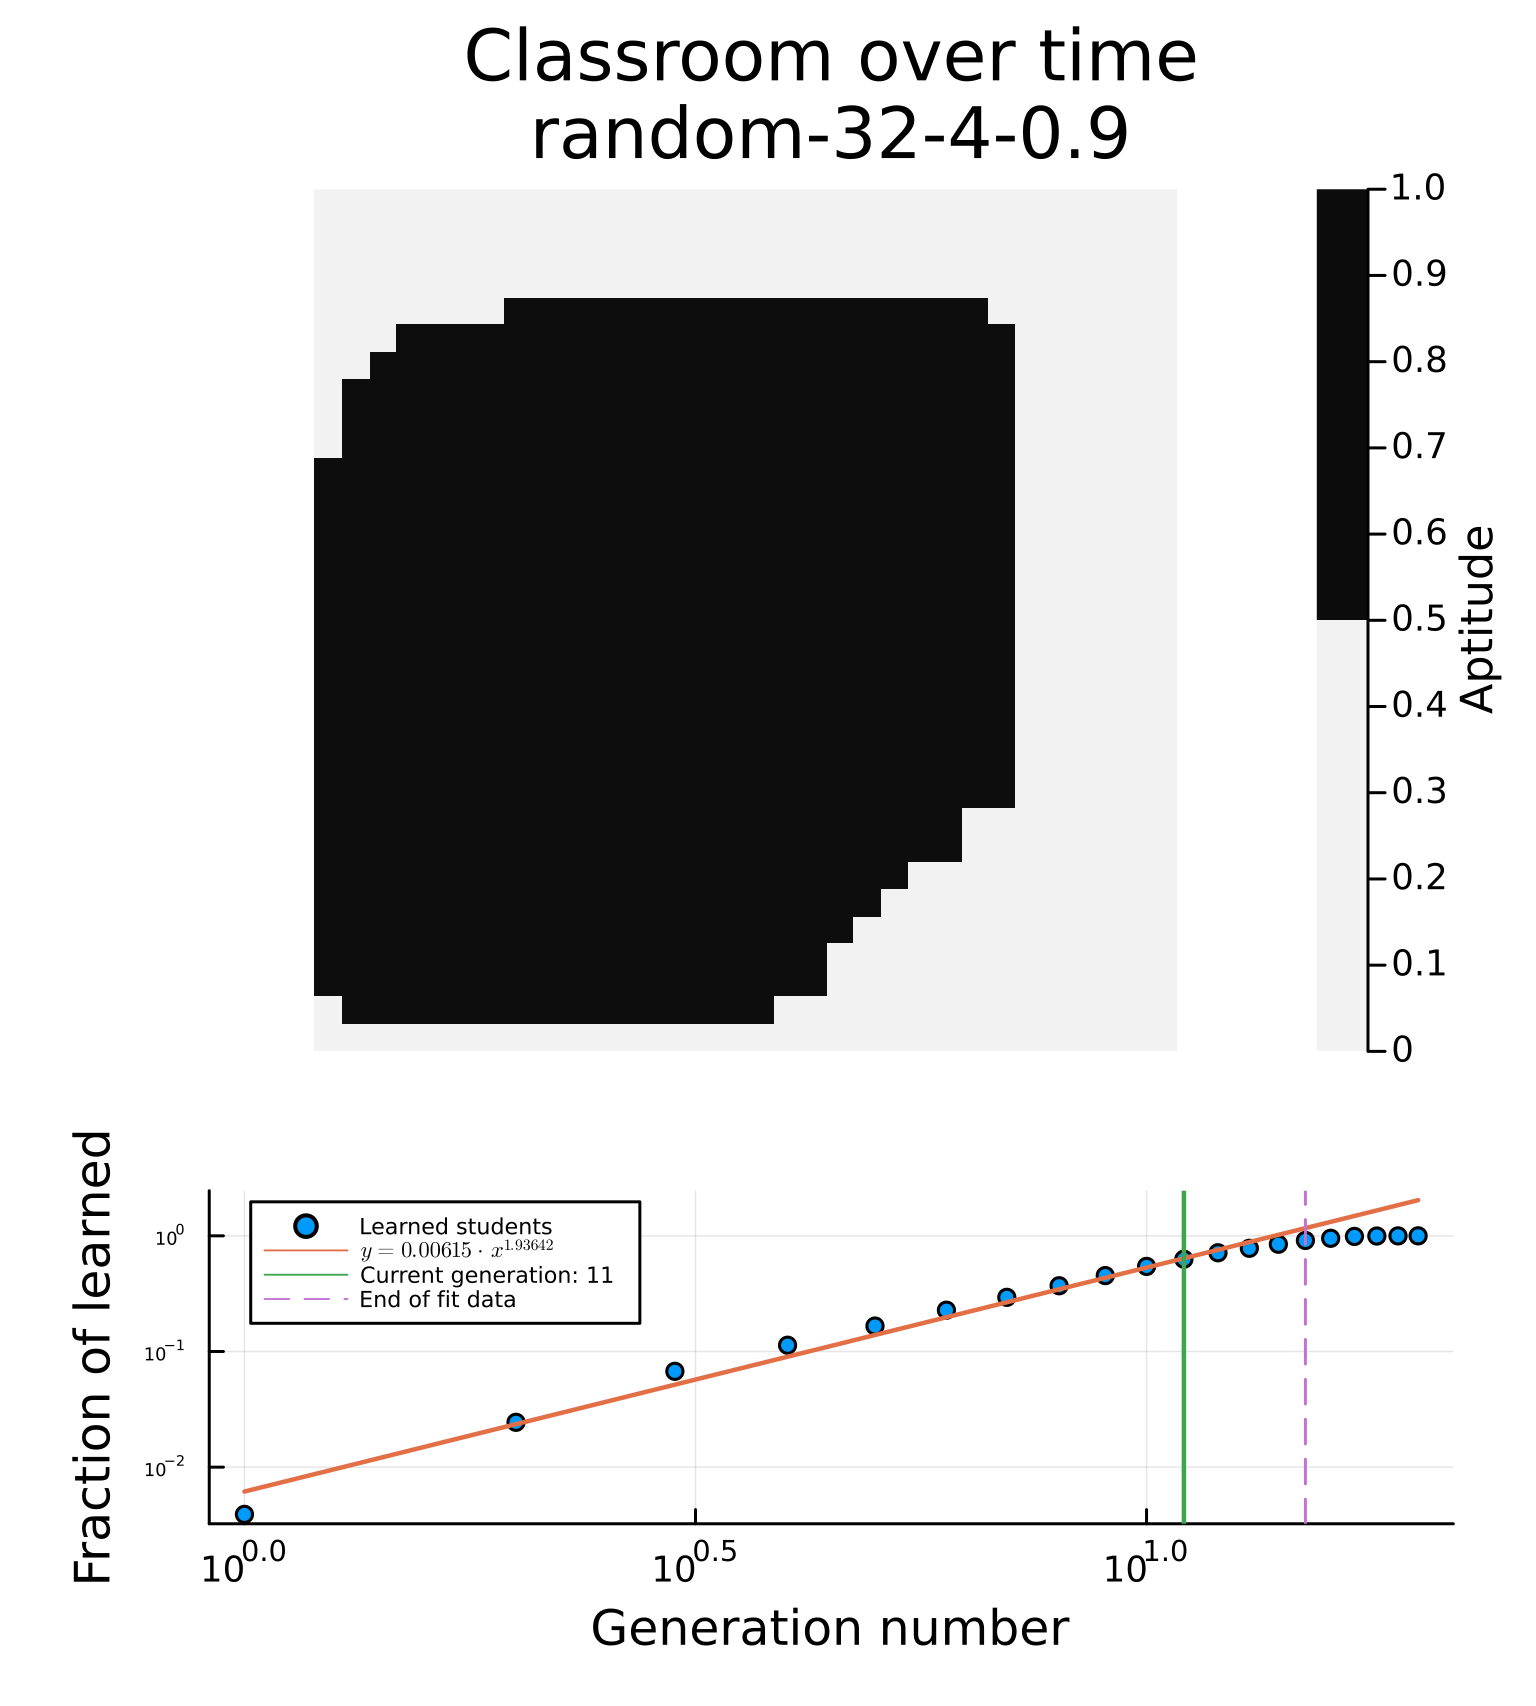 Classroom over time
random-32-4-0.9
1.0
0.9
0.8
0.7
0.6
0.5
0.4
0.3
0.2
0.1
0
Aptitude
Fraction of learned
10⁰
10⁻¹
10⁻²
Learned students
y = 0.00615 · x^1.93642
Current generation: 11
End of fit data
10^0.0
10^0.5
10^1.0
Generation number